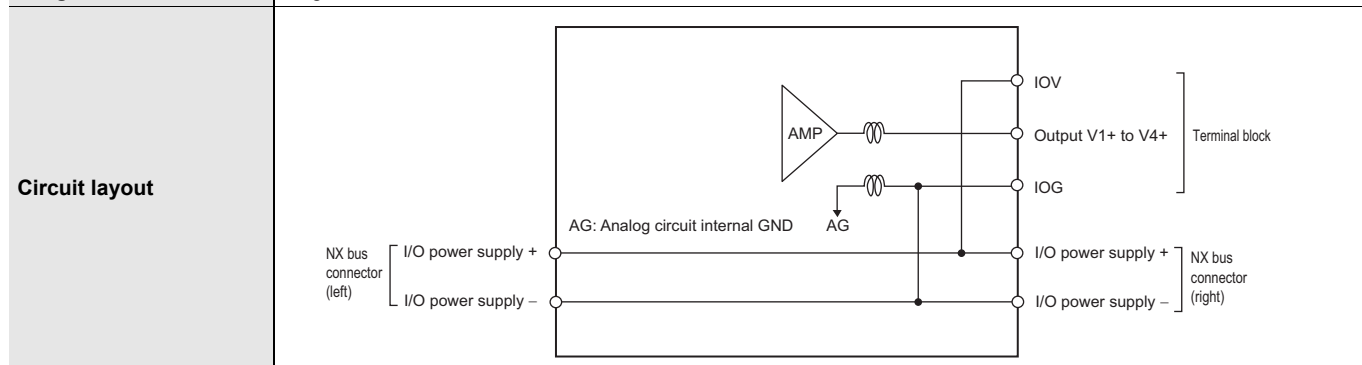 Circuit layout
IOV
AMP
Output V1+ to V4+
Terminal block
IOG
AG: Analog circuit internal GND
AG
NX bus
connector
(left)
I/O power supply +
I/O power supply −
I/O power supply +
I/O power supply −
NX bus
connector
(right)